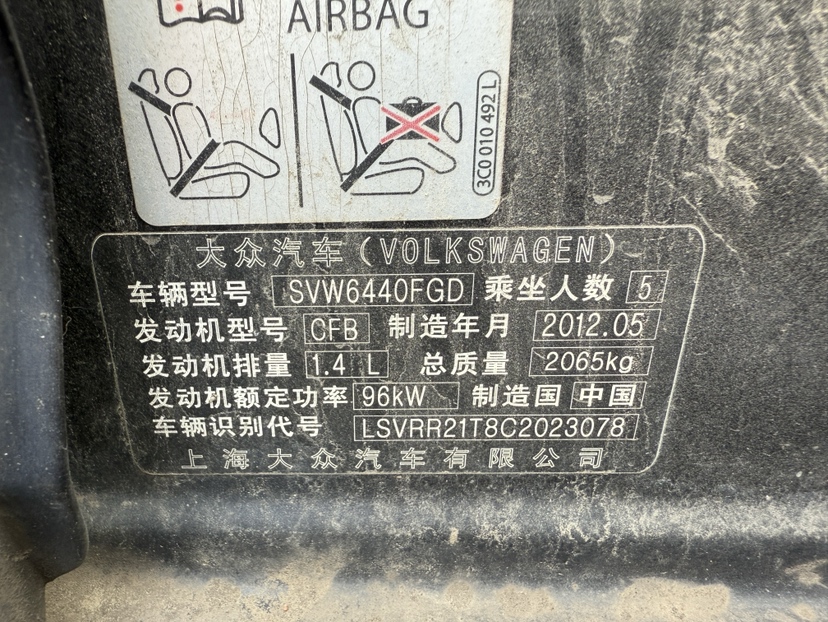 AIRBAG
3C0 010 492 L
大众汽车(VOLKSWAGEN)
车辆型号 SVW6440FGD 乘坐人数 5
发动机型号 CFB 制造年月 2012.05
发动机排量 1.4 L 总质量 2065kg
发动机额定功率 96kW 制造国 中国
车辆识别代号 LSVRR21T8C2023078
上海大众汽车有限公司